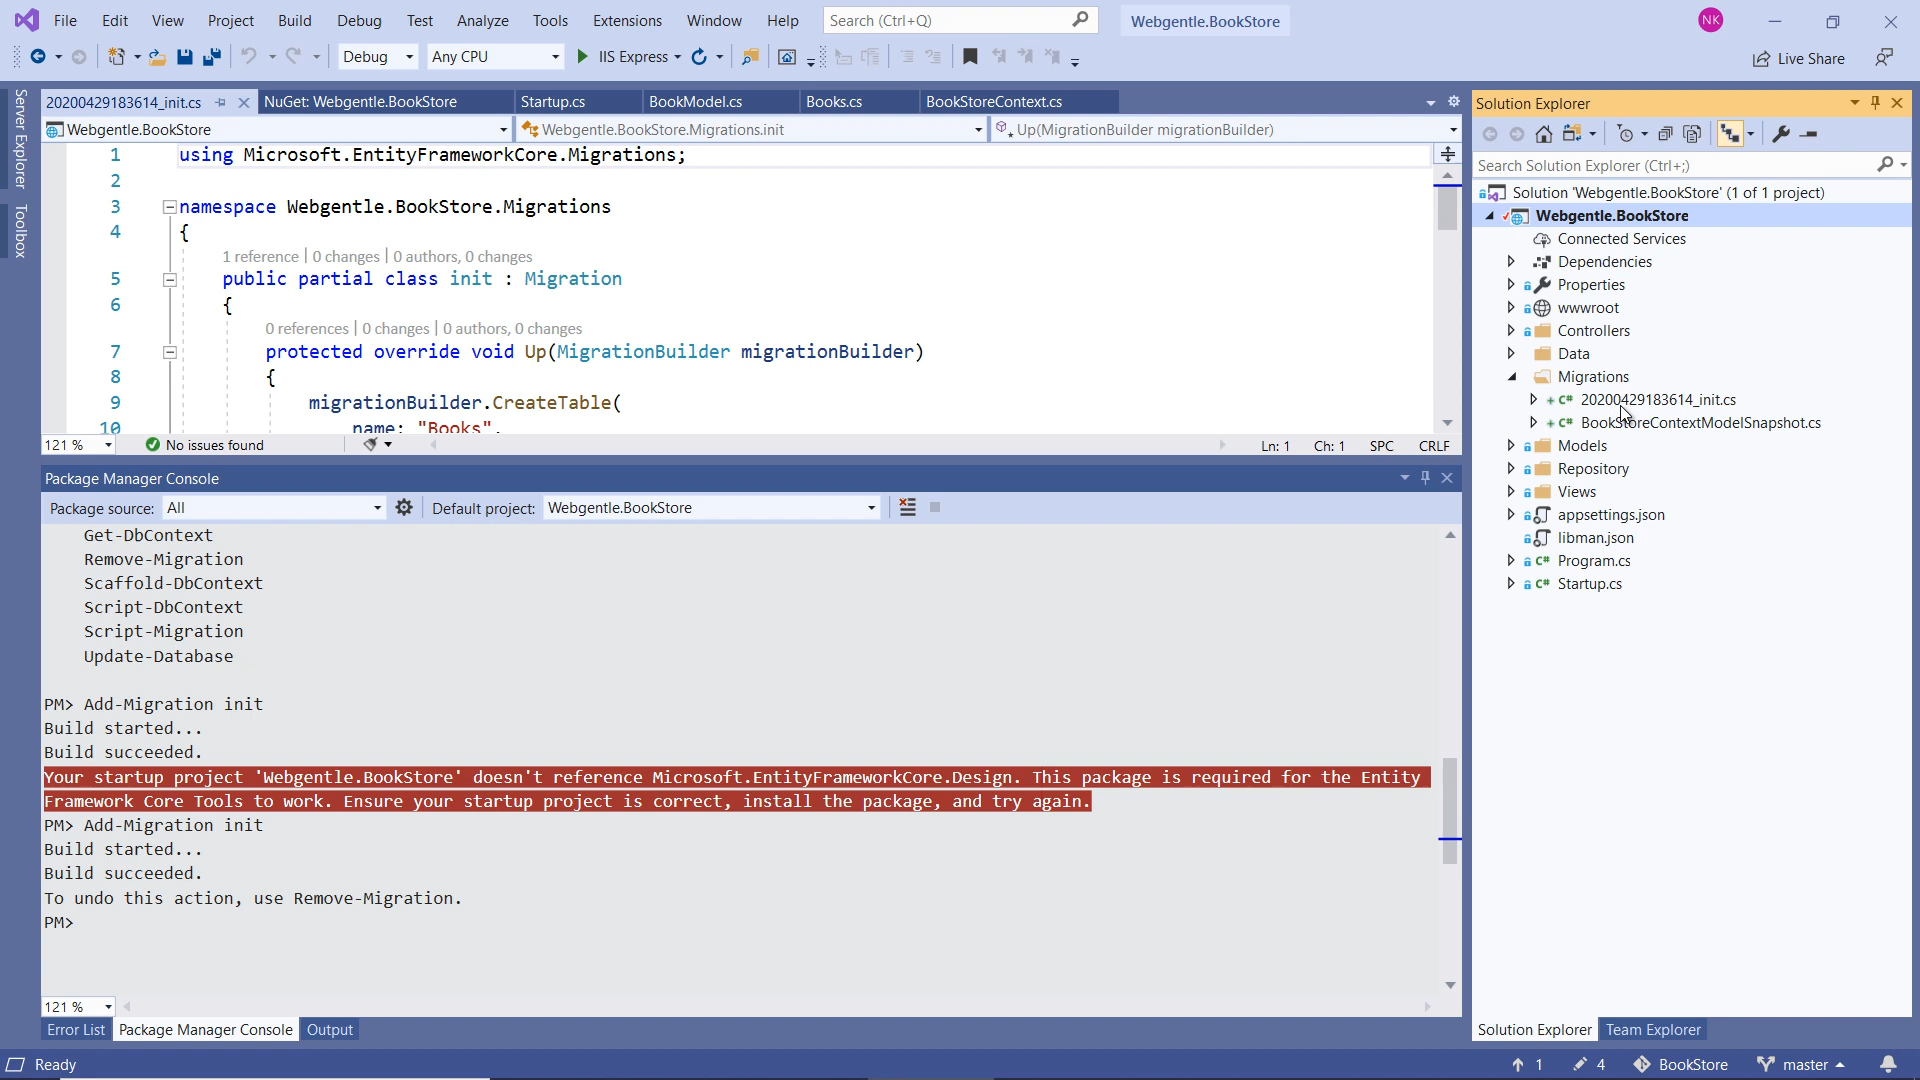 File Edit View Project Build Debug Test Analyze Tools Extensions Window Help Search (Ctrl+Q) Webgentle.BookStore NK
Debug Any CPU IIS Express Live Share
Server Explorer
Toolbox
20200429183614_init.cs NuGet: Webgentle.BookStore Startup.cs BookModel.cs Books.cs BookStoreContext.cs
Webgentle.BookStore Webgentle.BookStore.Migrations.init Up(MigrationBuilder migrationBuilder)
1 using Microsoft.EntityFrameworkCore.Migrations;
2
3 namespace Webgentle.BookStore.Migrations
4 {
1 reference | 0 changes | 0 authors, 0 changes
5 public partial class init : Migration
6 {
0 references | 0 changes | 0 authors, 0 changes
7 protected override void Up(MigrationBuilder migrationBuilder)
8 {
9 migrationBuilder.CreateTable(
10 name: "Books",
121 % No issues found Ln: 1 Ch: 1 SPC CRLF
Package Manager Console
Package source: All Default project: Webgentle.BookStore
Get-DbContext
Remove-Migration
Scaffold-DbContext
Script-DbContext
Script-Migration
Update-Database
PM> Add-Migration init
Build started...
Build succeeded.
Your startup project 'Webgentle.BookStore' doesn't reference Microsoft.EntityFrameworkCore.Design. This package is required for the Entity
Framework Core Tools to work. Ensure your startup project is correct, install the package, and try again.
PM> Add-Migration init
Build started...
Build succeeded.
To undo this action, use Remove-Migration.
PM>
121 %
Error List Package Manager Console Output
Solution Explorer
Search Solution Explorer (Ctrl+;)
Solution 'Webgentle.BookStore' (1 of 1 project)
Webgentle.BookStore
Connected Services
Dependencies
Properties
wwwroot
Controllers
Data
Migrations
C# 20200429183614_init.cs
C# BookStoreContextModelSnapshot.cs
Models
Repository
Views
appsettings.json
libman.json
C# Program.cs
C# Startup.cs
Solution Explorer Team Explorer
Ready 1 4 BookStore master